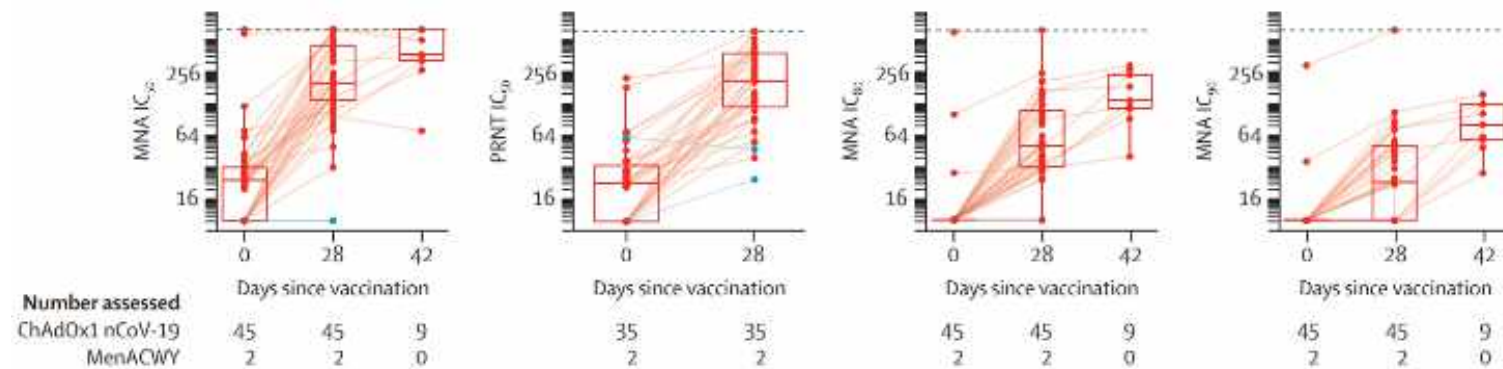 MNA IC50
256
64
16
0 28 42
Days since vaccination
PRNT IC50
256
64
16
0 28
Days since vaccination
MNA IC80
256
64
16
0 28 42
Days since vaccination
MNA IC90
256
64
16
0 28 42
Days since vaccination
Number assessed
ChAdOx1 nCoV-19 45 45 9 35 35 45 45 9 45 45 9
MenACWY 2 2 0 2 2 2 2 0 2 2 0